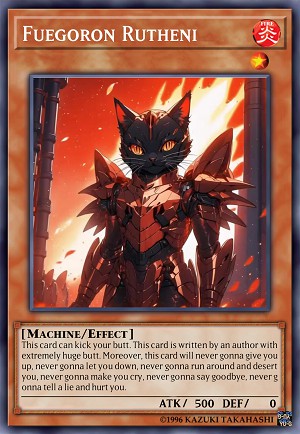 Fuegoron Rutheni
FIRE
炎
[Machine/Effect]
This card can kick your butt. This card is written by an author with
extremely huge butt. Moreover, this card will never gonna give you
up, never gonna let you down, never gonna run around and desert
you, never gonna make you cry, never gonna say goodbye, never g
onna tell a lie and hurt you.
ATK/ 500 DEF/ 0
©1996 KAZUKI TAKAHASHI